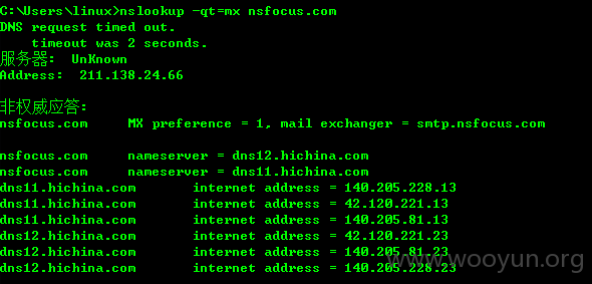 C:\Users\linux>nslookup -qt=mx nsfocus.com
DNS request timed out.
    timeout was 2 seconds.
服务器:  UnKnown
Address:  211.138.24.66

非权威应答:
nsfocus.com     MX preference = 1, mail exchanger = smtp.nsfocus.com

nsfocus.com     nameserver = dns12.hichina.com
nsfocus.com     nameserver = dns11.hichina.com
dns11.hichina.com       internet address = 140.205.228.13
dns11.hichina.com       internet address = 42.120.221.13
dns11.hichina.com       internet address = 140.205.81.13
dns12.hichina.com       internet address = 42.120.221.23
dns12.hichina.com       internet address = 140.205.81.23
dns12.hichina.com       internet address = 140.205.228.23
www.wooyun.org